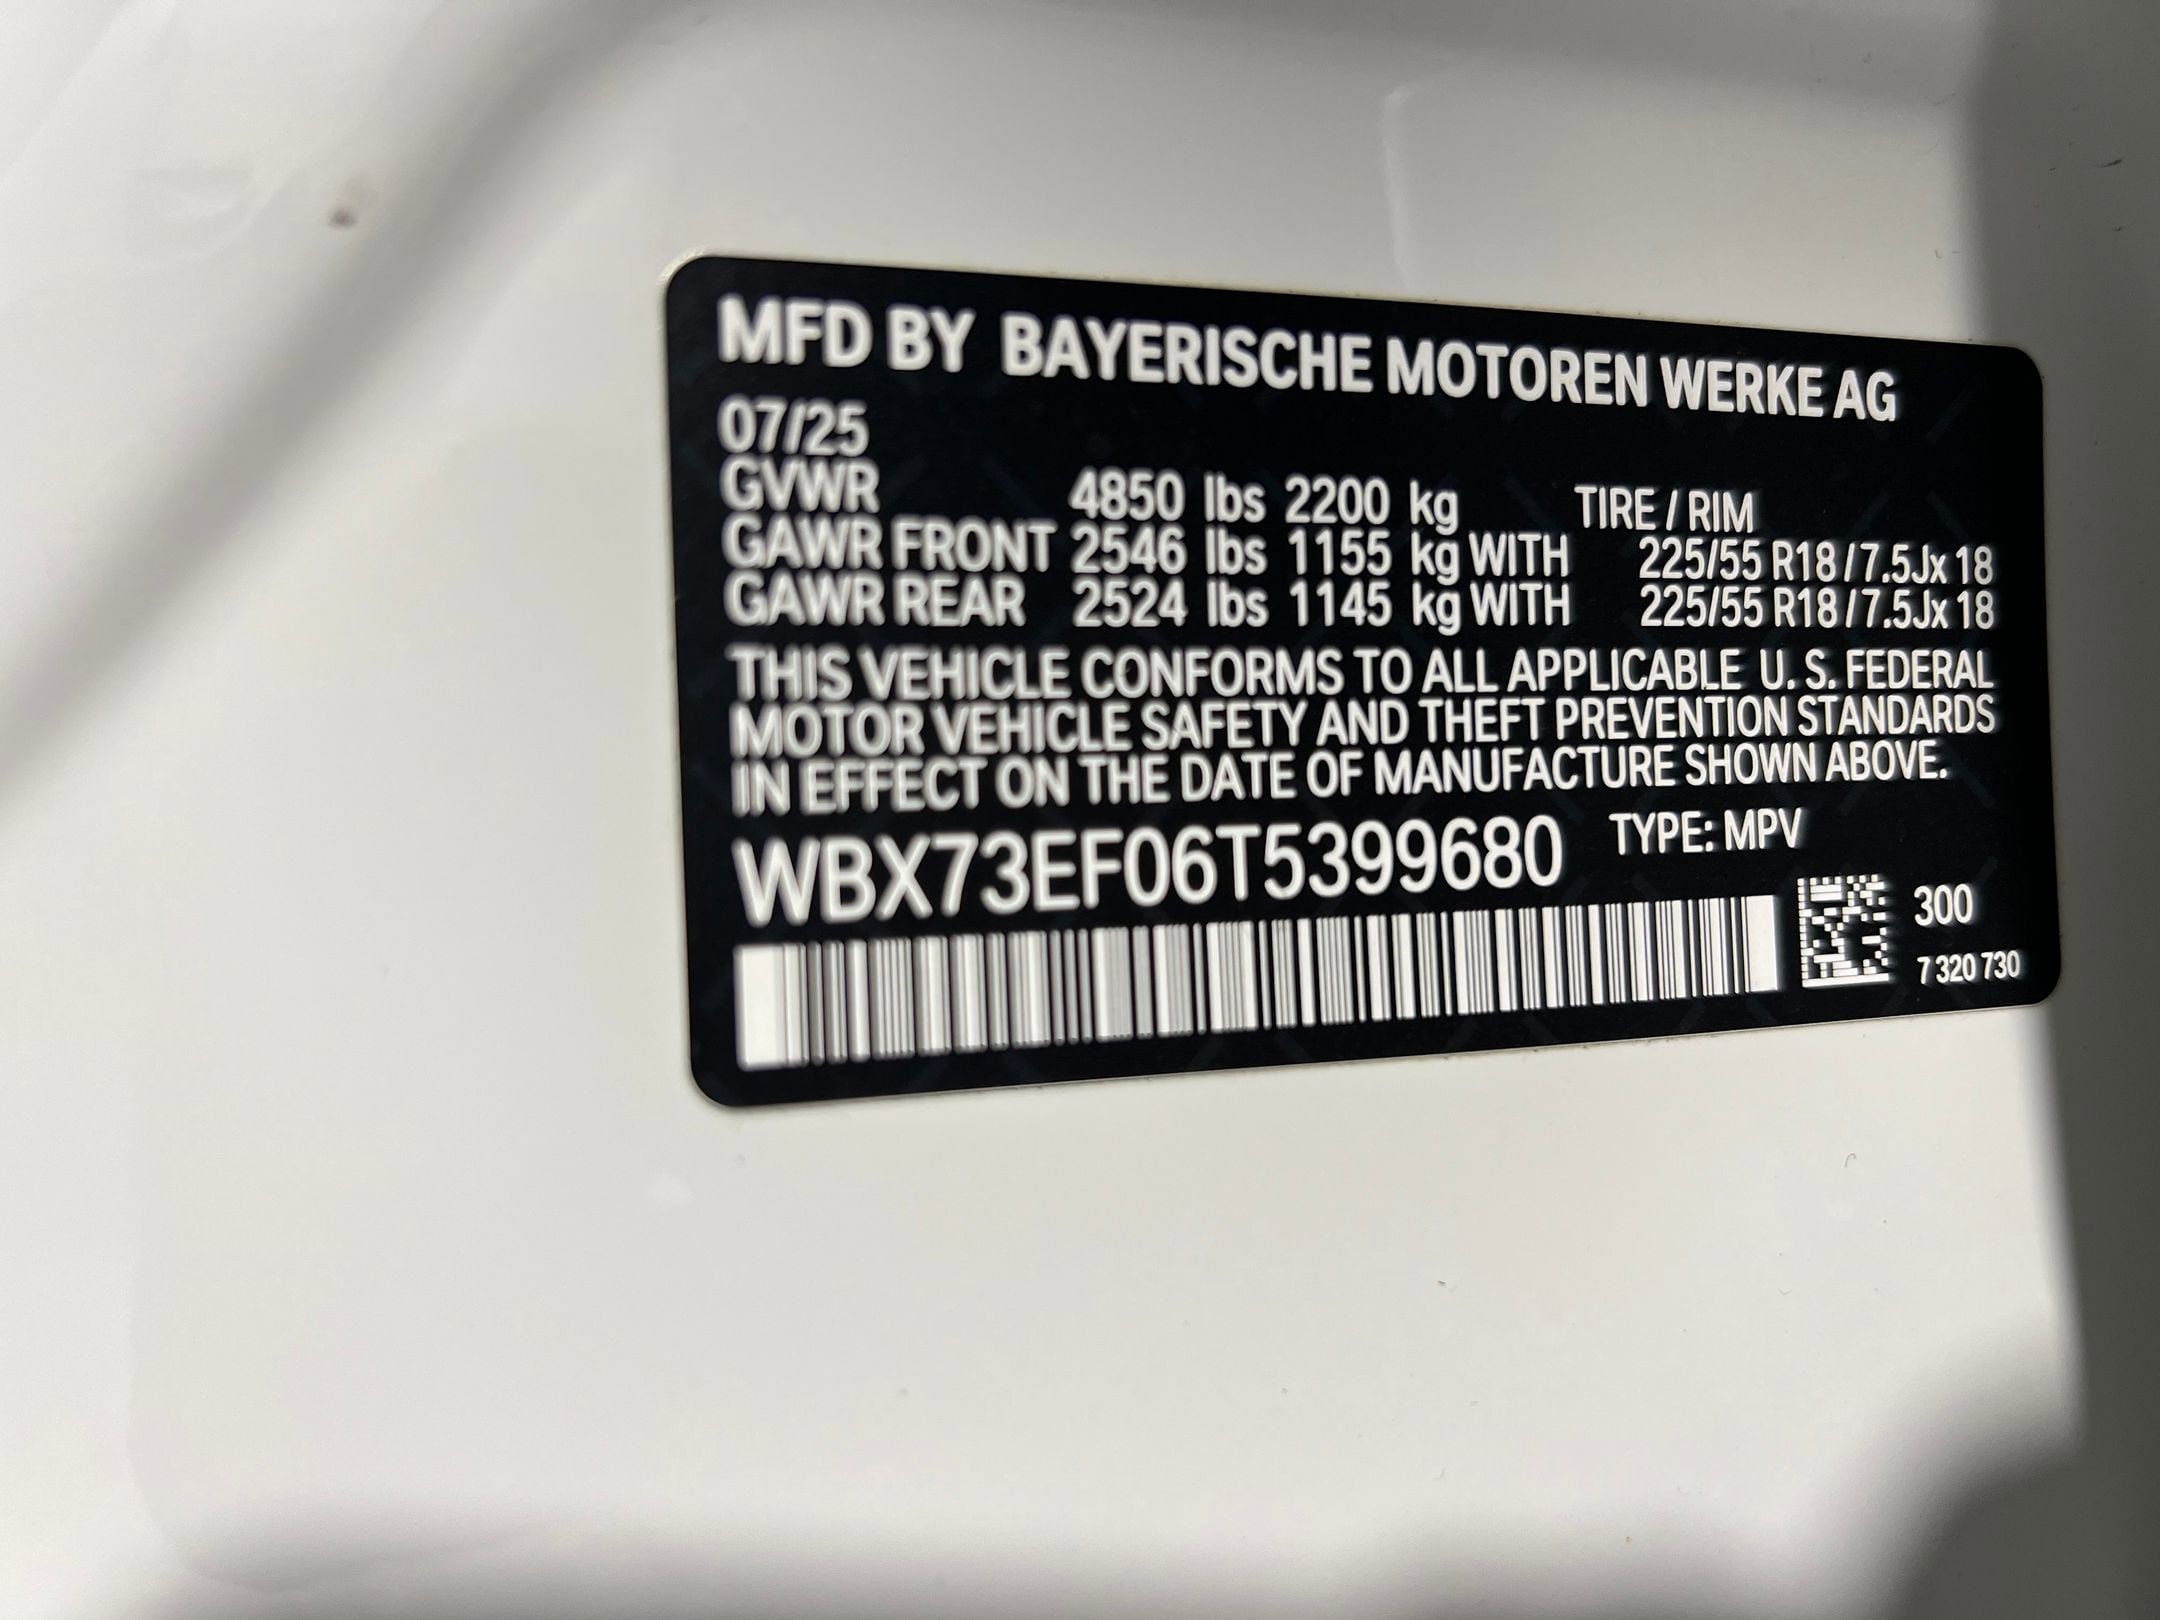 MFD BY BAYERISCHE MOTOREN WERKE AG
07/25
GVWR 4850 lbs 2200 kg TIRE / RIM
GAWR FRONT 2546 lbs 1155 kg WITH 225/55 R18 / 7.5Jx 18
GAWR REAR 2524 lbs 1145 kg WITH 225/55 R18 / 7.5Jx 18
THIS VEHICLE CONFORMS TO ALL APPLICABLE U. S. FEDERAL
MOTOR VEHICLE SAFETY AND THEFT PREVENTION STANDARDS
IN EFFECT ON THE DATE OF MANUFACTURE SHOWN ABOVE.
WBX73EF06T5399680 TYPE: MPV
300
7 320 730